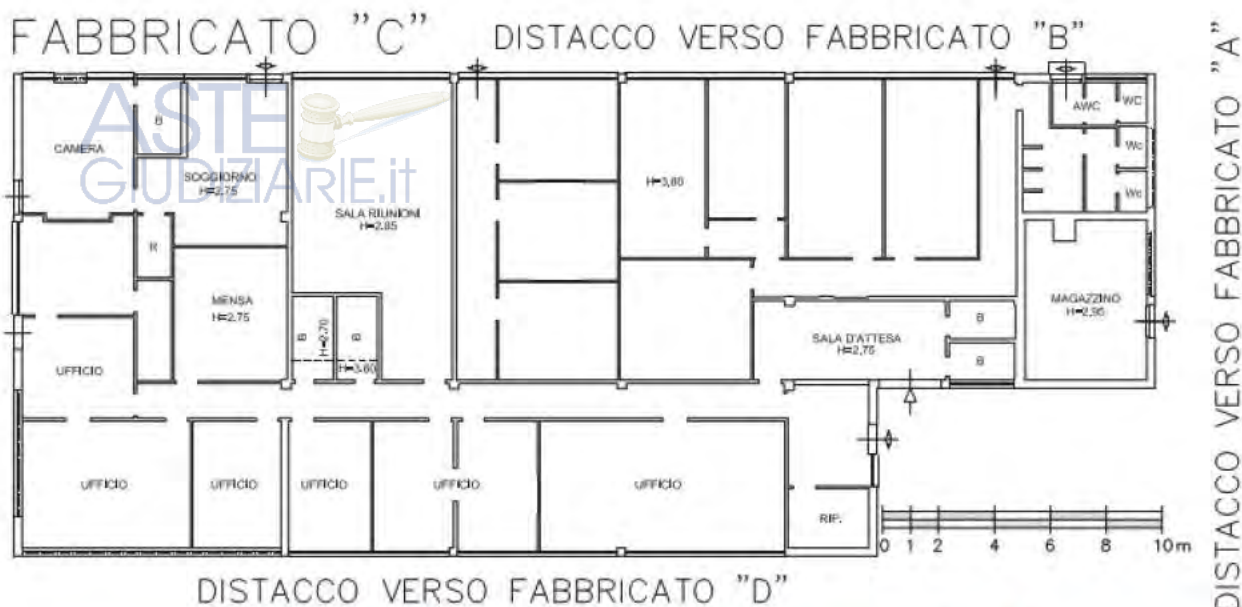 FABBRICATO "C"
DISTACCO VERSO FABBRICATO "B"
DISTACCO VERSO FABBRICATO "A"
ASTE
GIUDIZIARIE.it
CAMERA
B
SOGGIORNO
H=2,75
SALA RIUNIONI
H=2,85
H=3,60
AWC
WC
Wc
Wc
R
MENSA
H=2,75
B
H=2,70
B
H=3,60
MAGAZZINO
H=2,95
SALA D'ATTESA
H=2,75
B
B
UFFICIO
UFFICIO
UFFICIO
UFFICIO
UFFICIO
UFFICIO
RIP.
0 1 2 4 6 8 10m
DISTACCO VERSO FABBRICATO "D"